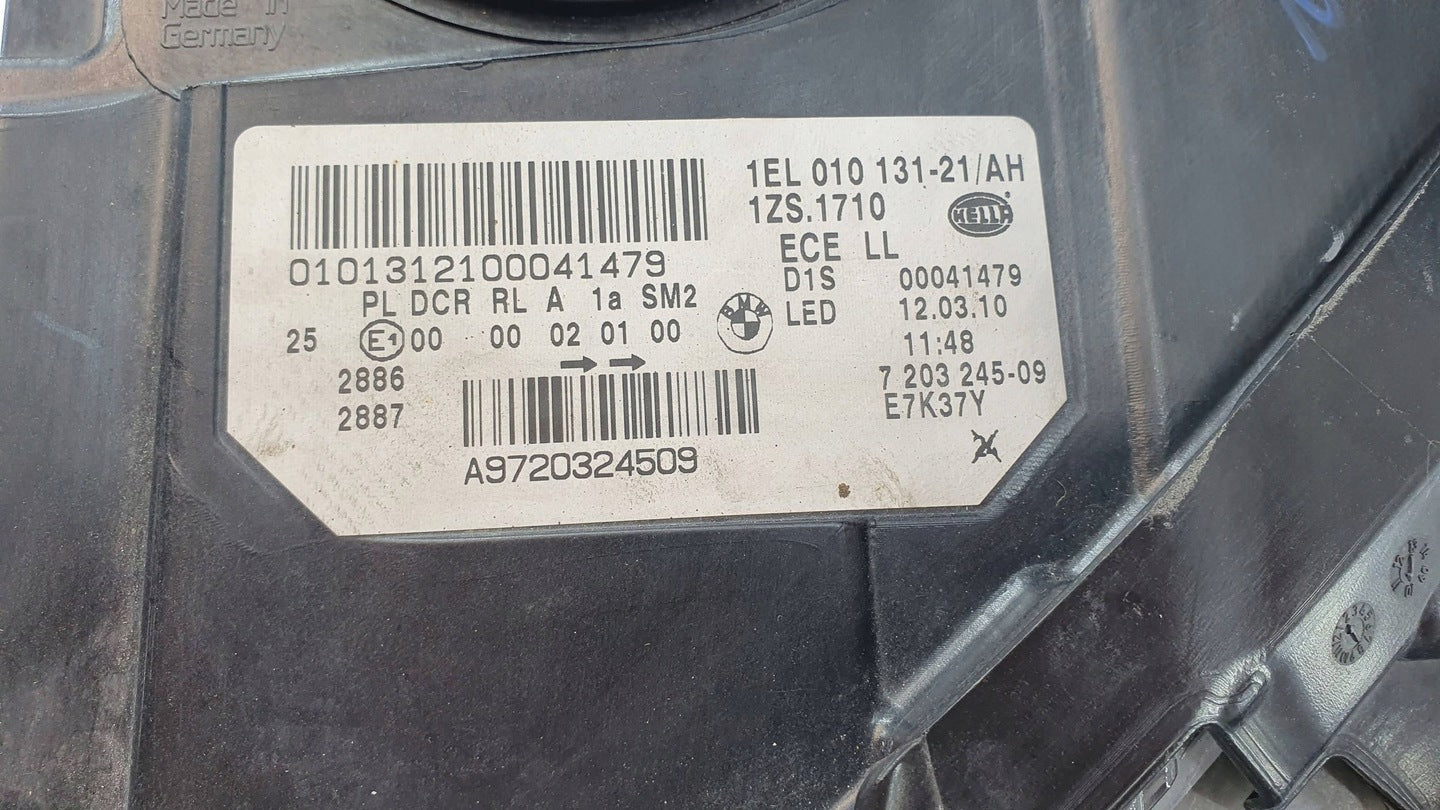 Made in
Germany
1EL 010 131-21/AH
1ZS.1710
HELLA
0101312100041479
ECE LL
PL DCR RL A 1a SM2
D1S 00041479
BMW
LED 12.03.10
25 E1 00 00 02 01 00
11:48
2886
7 203 245-09
2887
E7K37Y
A9720324509